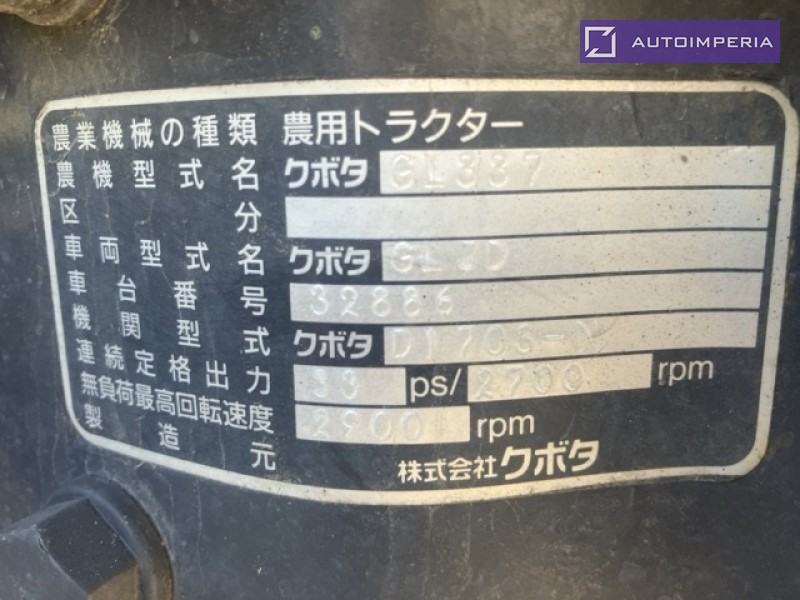 AUTOIMPERIA
農業機械の種類 農用トラクター
農機型式名 クボタ GL337
区分
車両型式名 クボタ
車台番号 32886
機関型式 クボタ
連続定格出力 33 ps/2700 rpm
無負荷最高回転速度 2900 rpm
製造元 株式会社クボタ